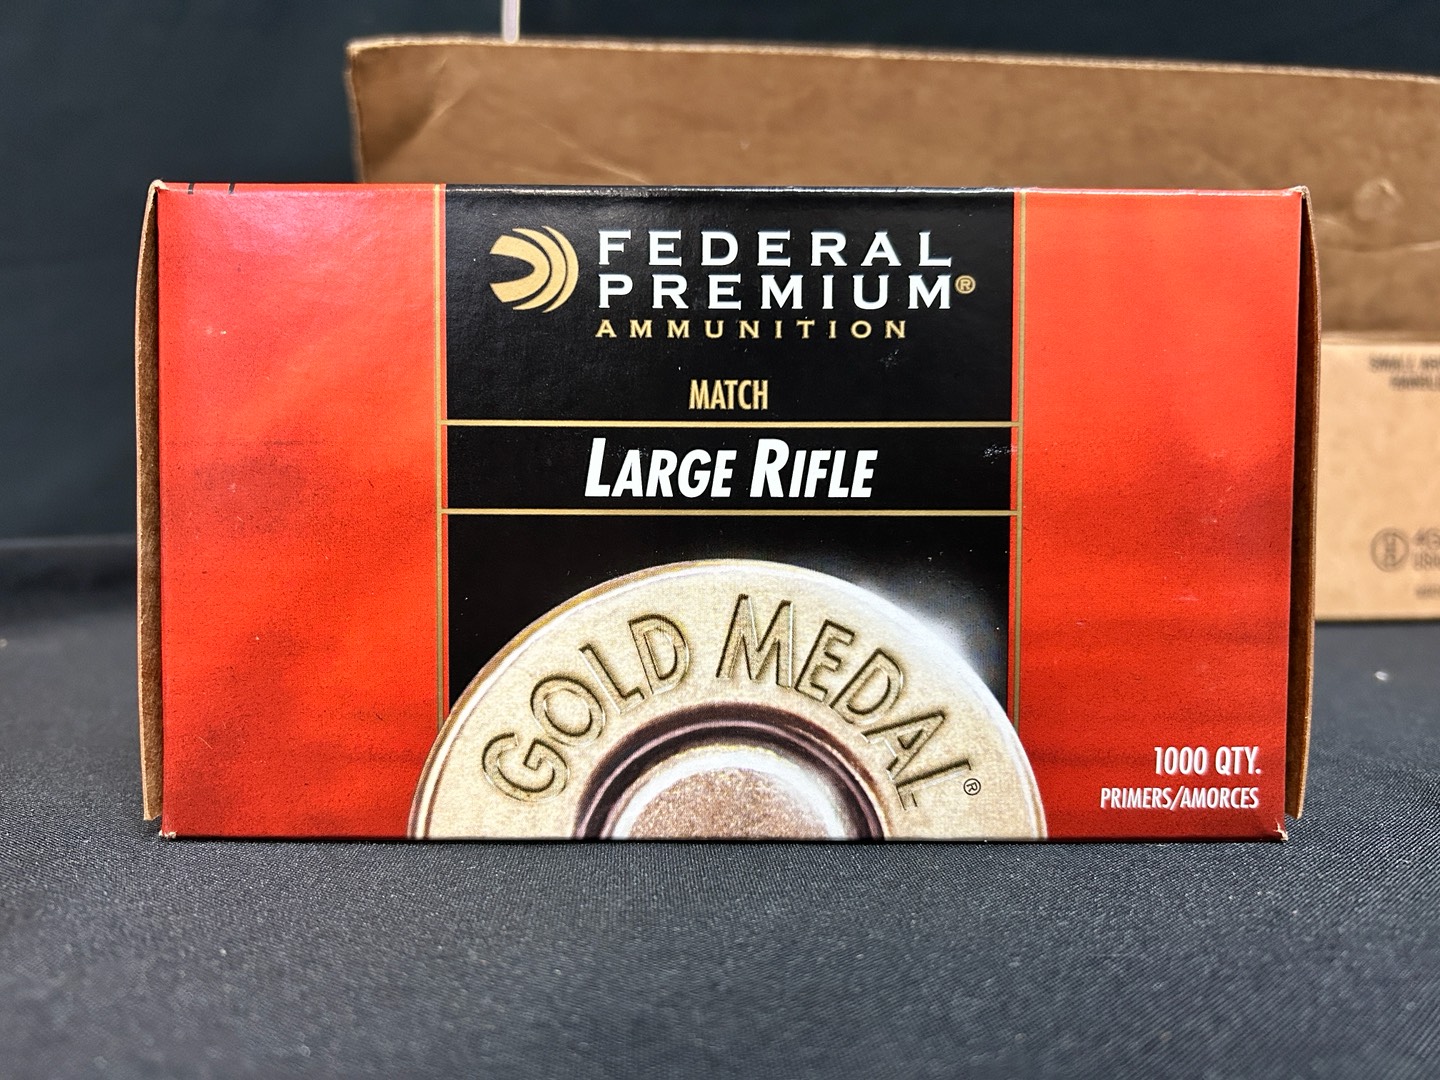 FEDERAL
PREMIUM®
AMMUNITION
MATCH
LARGE RIFLE
GOLD MEDAL®
1000 QTY.
PRIMERS/AMORCES